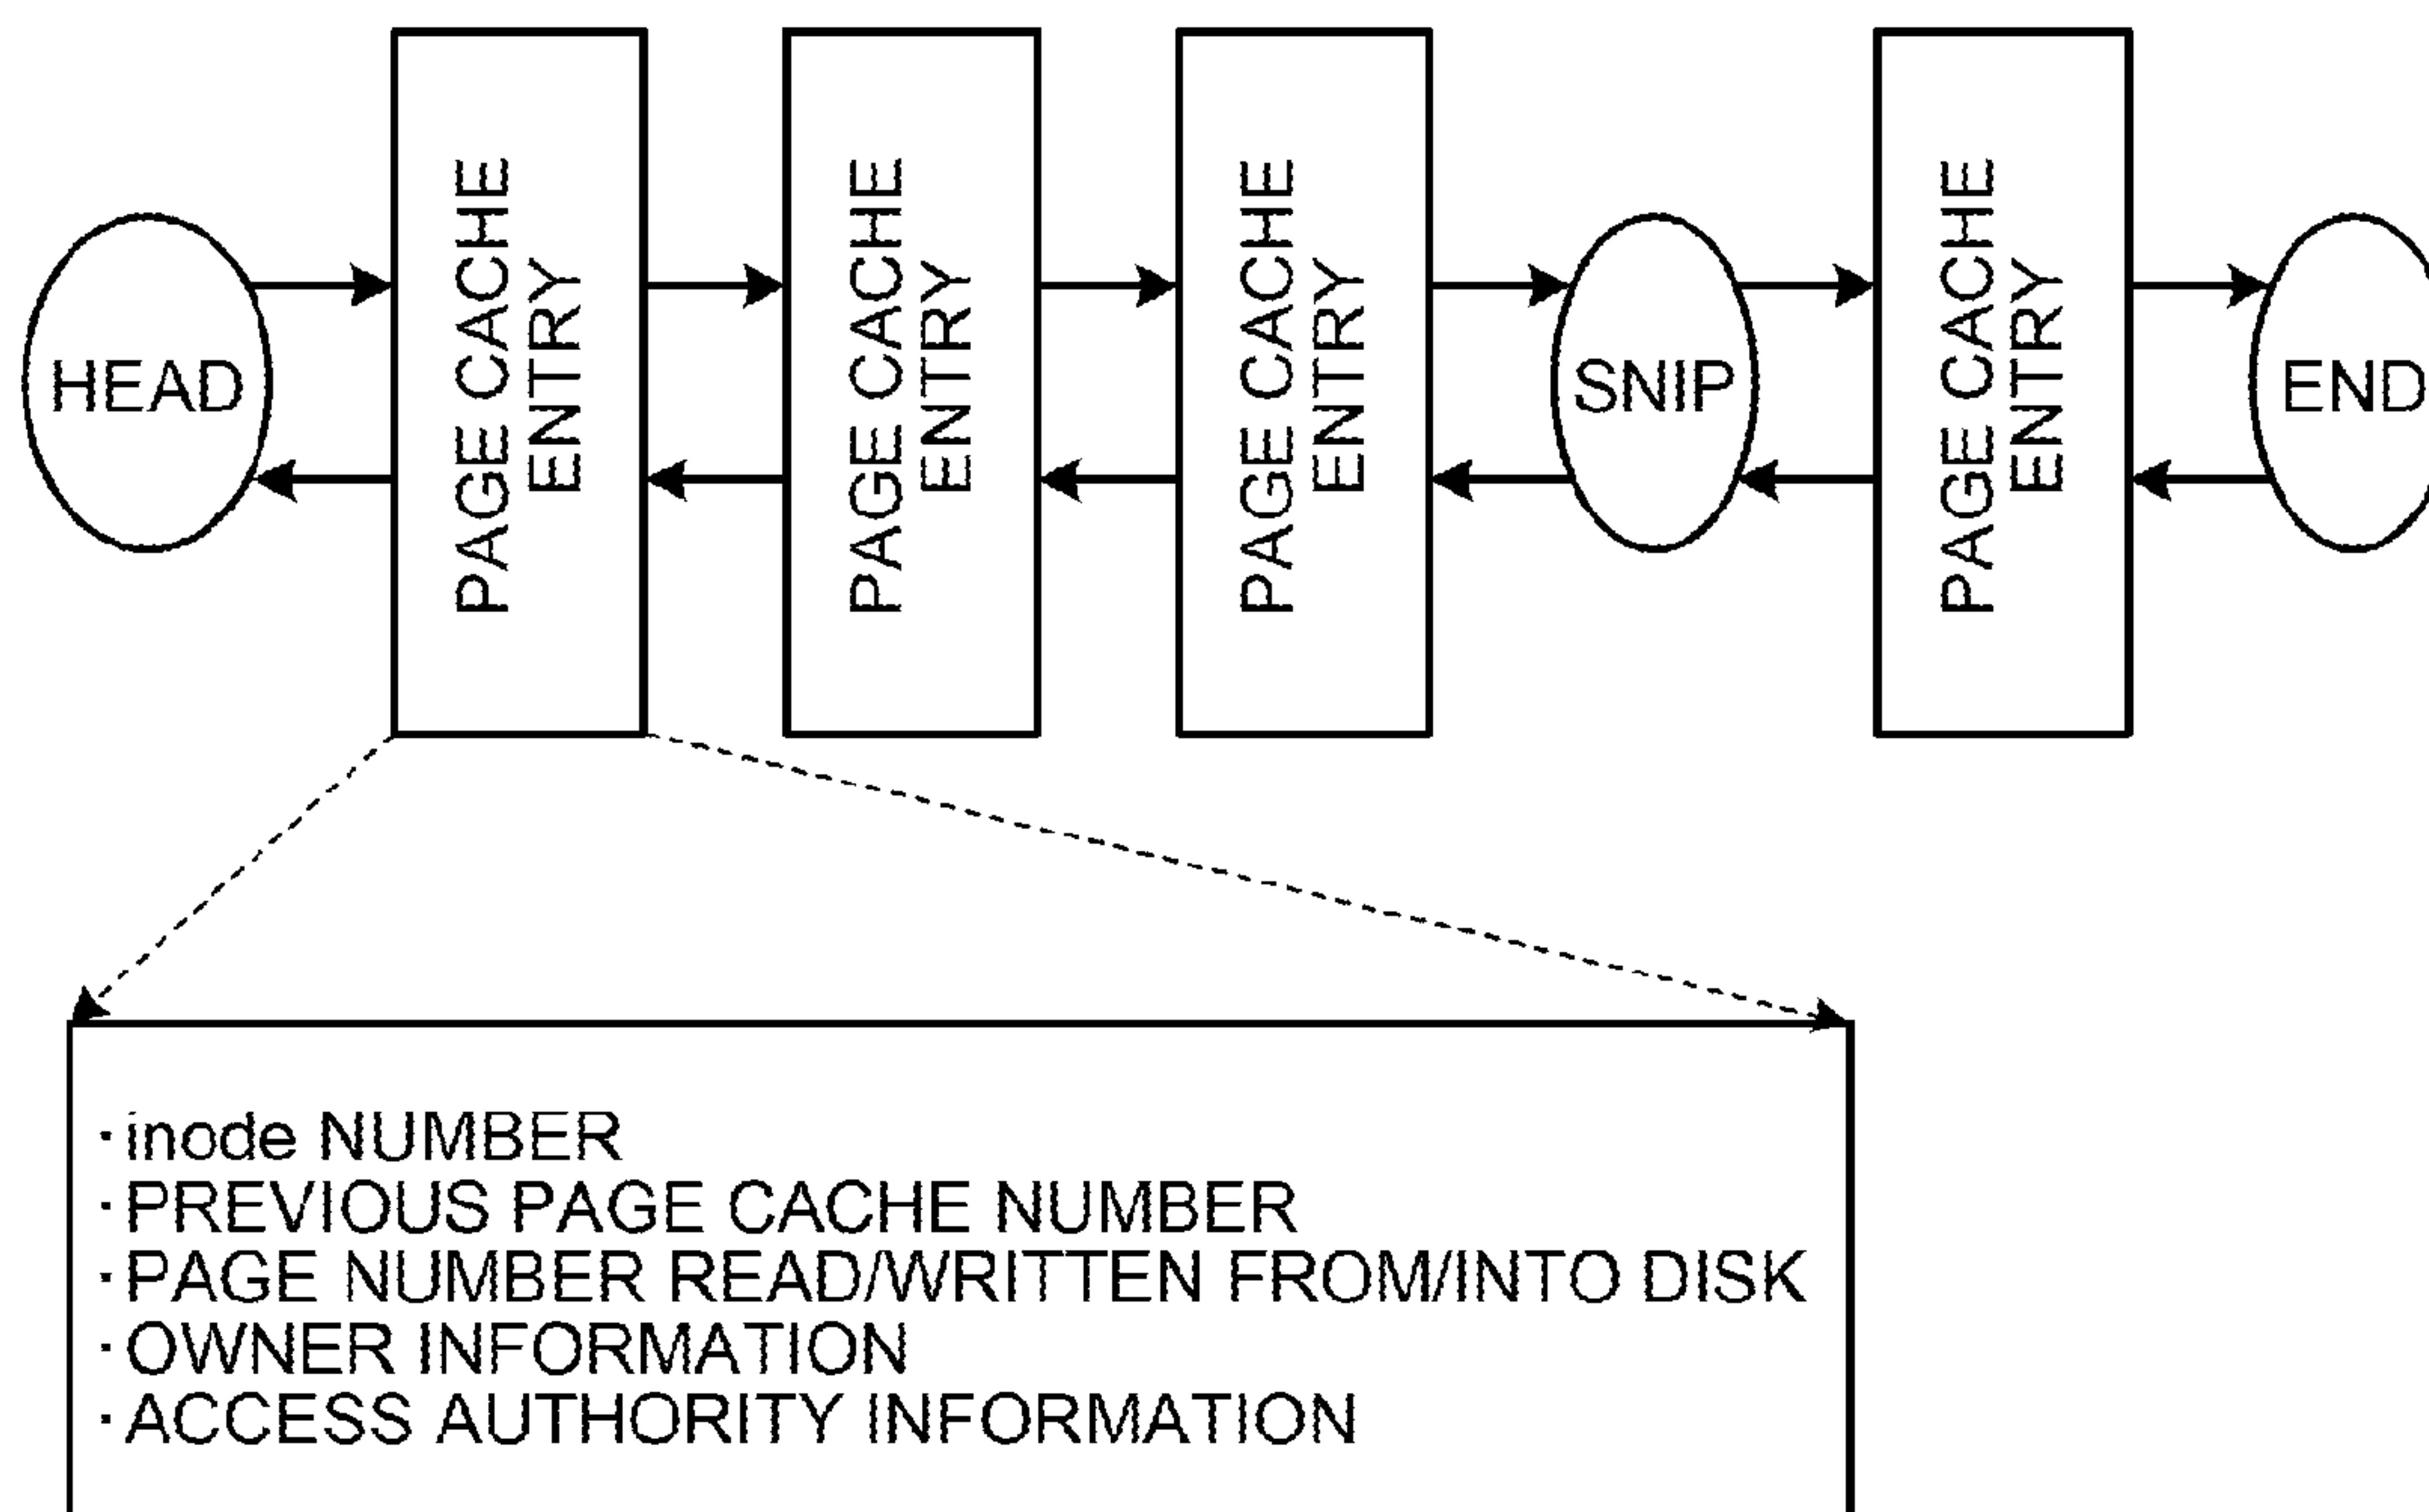 HEAD
PAGE CACHE
ENTRY
PAGE CACHE
ENTRY
PAGE CACHE
ENTRY
SNIP
PAGE CACHE
ENTRY
END
· inode NUMBER
· PREVIOUS PAGE CACHE NUMBER
· PAGE NUMBER READ/WRITTEN FROM/INTO DISK
· OWNER INFORMATION
· ACCESS AUTHORITY INFORMATION